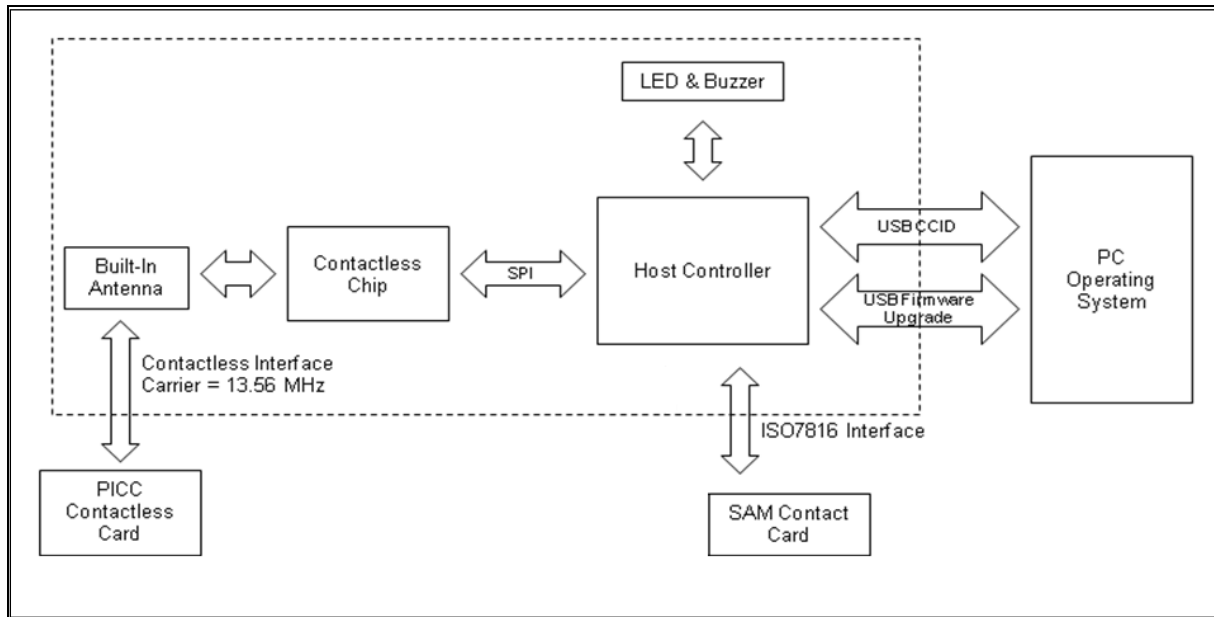 LED & Buzzer
Built-In
Antenna
Contactless
Chip
SPI
Host Controller
USB CCID
USB Firmware
Upgrade
PC
Operating
System
Contactless Interface
Carrier = 13.56 MHz
ISO7816 Interface
PICC
Contactless
Card
SAM Contact
Card